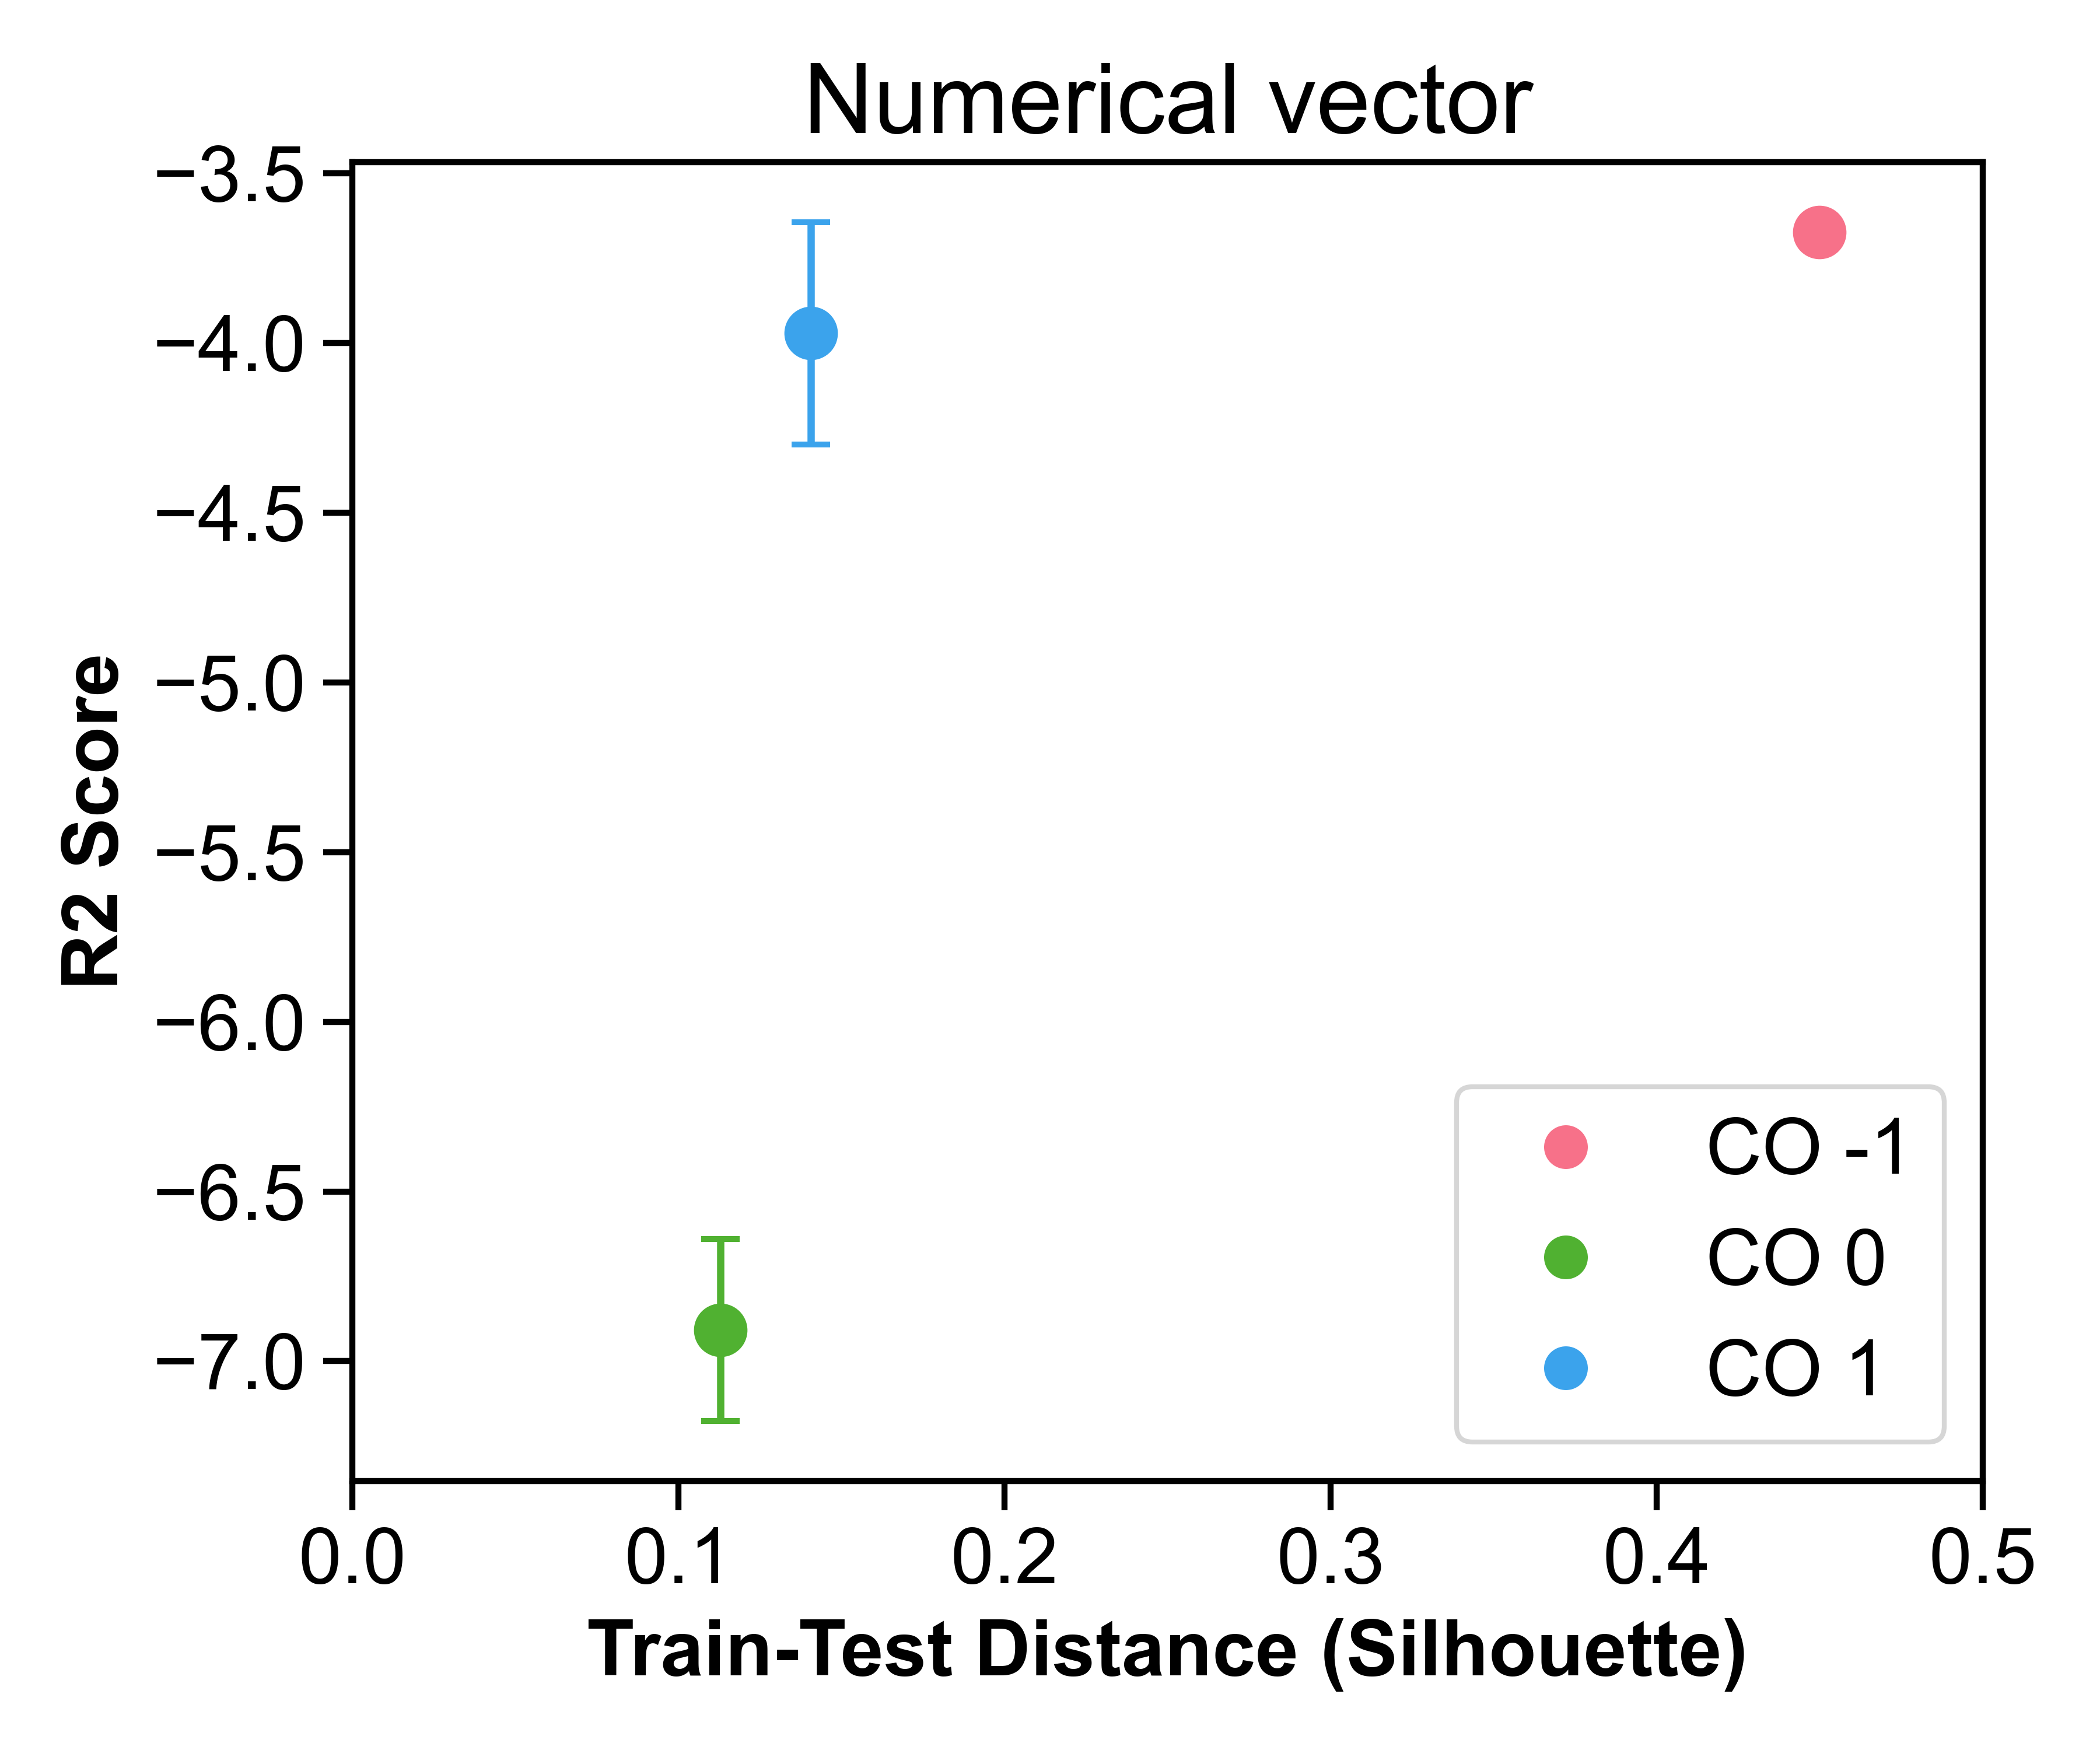 Numerical vector
−3.5
−4.0
−4.5
−5.0
−5.5
−6.0
−6.5
−7.0
R2 Score
CO -1
CO 0
CO 1
0.0 0.1 0.2 0.3 0.4 0.5
Train-Test Distance (Silhouette)